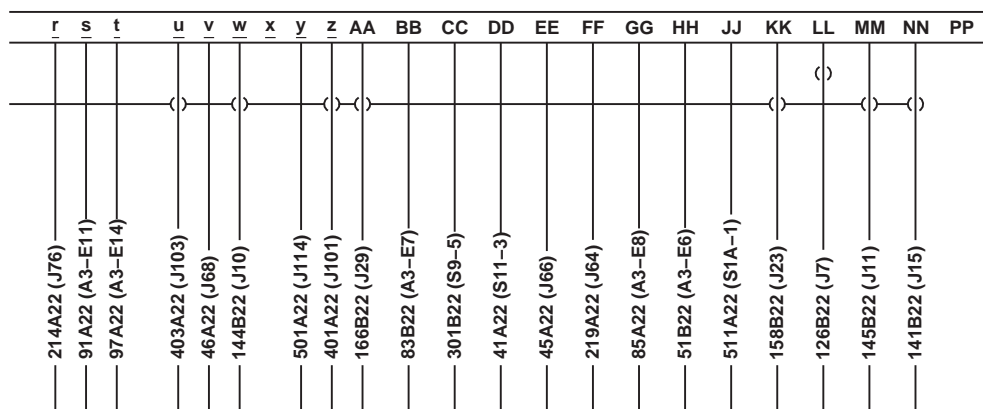 r s t u v w x y z AA BB CC DD EE FF GG HH JJ KK LL MM NN PP
214A22 (J76)
91A22 (A3–E11)
97A22 (A3–E14)
403A22 (J103)
46A22 (J68)
144B22 (J10)
501A22 (J114)
401A22 (J101)
166B22 (J29)
83B22 (A3–E7)
301B22 (S9–5)
41A22 (S11–3)
45A22 (J66)
219A22 (J64)
85A22 (A3–E8)
51B22 (A3–E6)
511A22 (S1A–1)
158B22 (J23)
126B22 (J7)
145B22 (J11)
141B22 (J15)